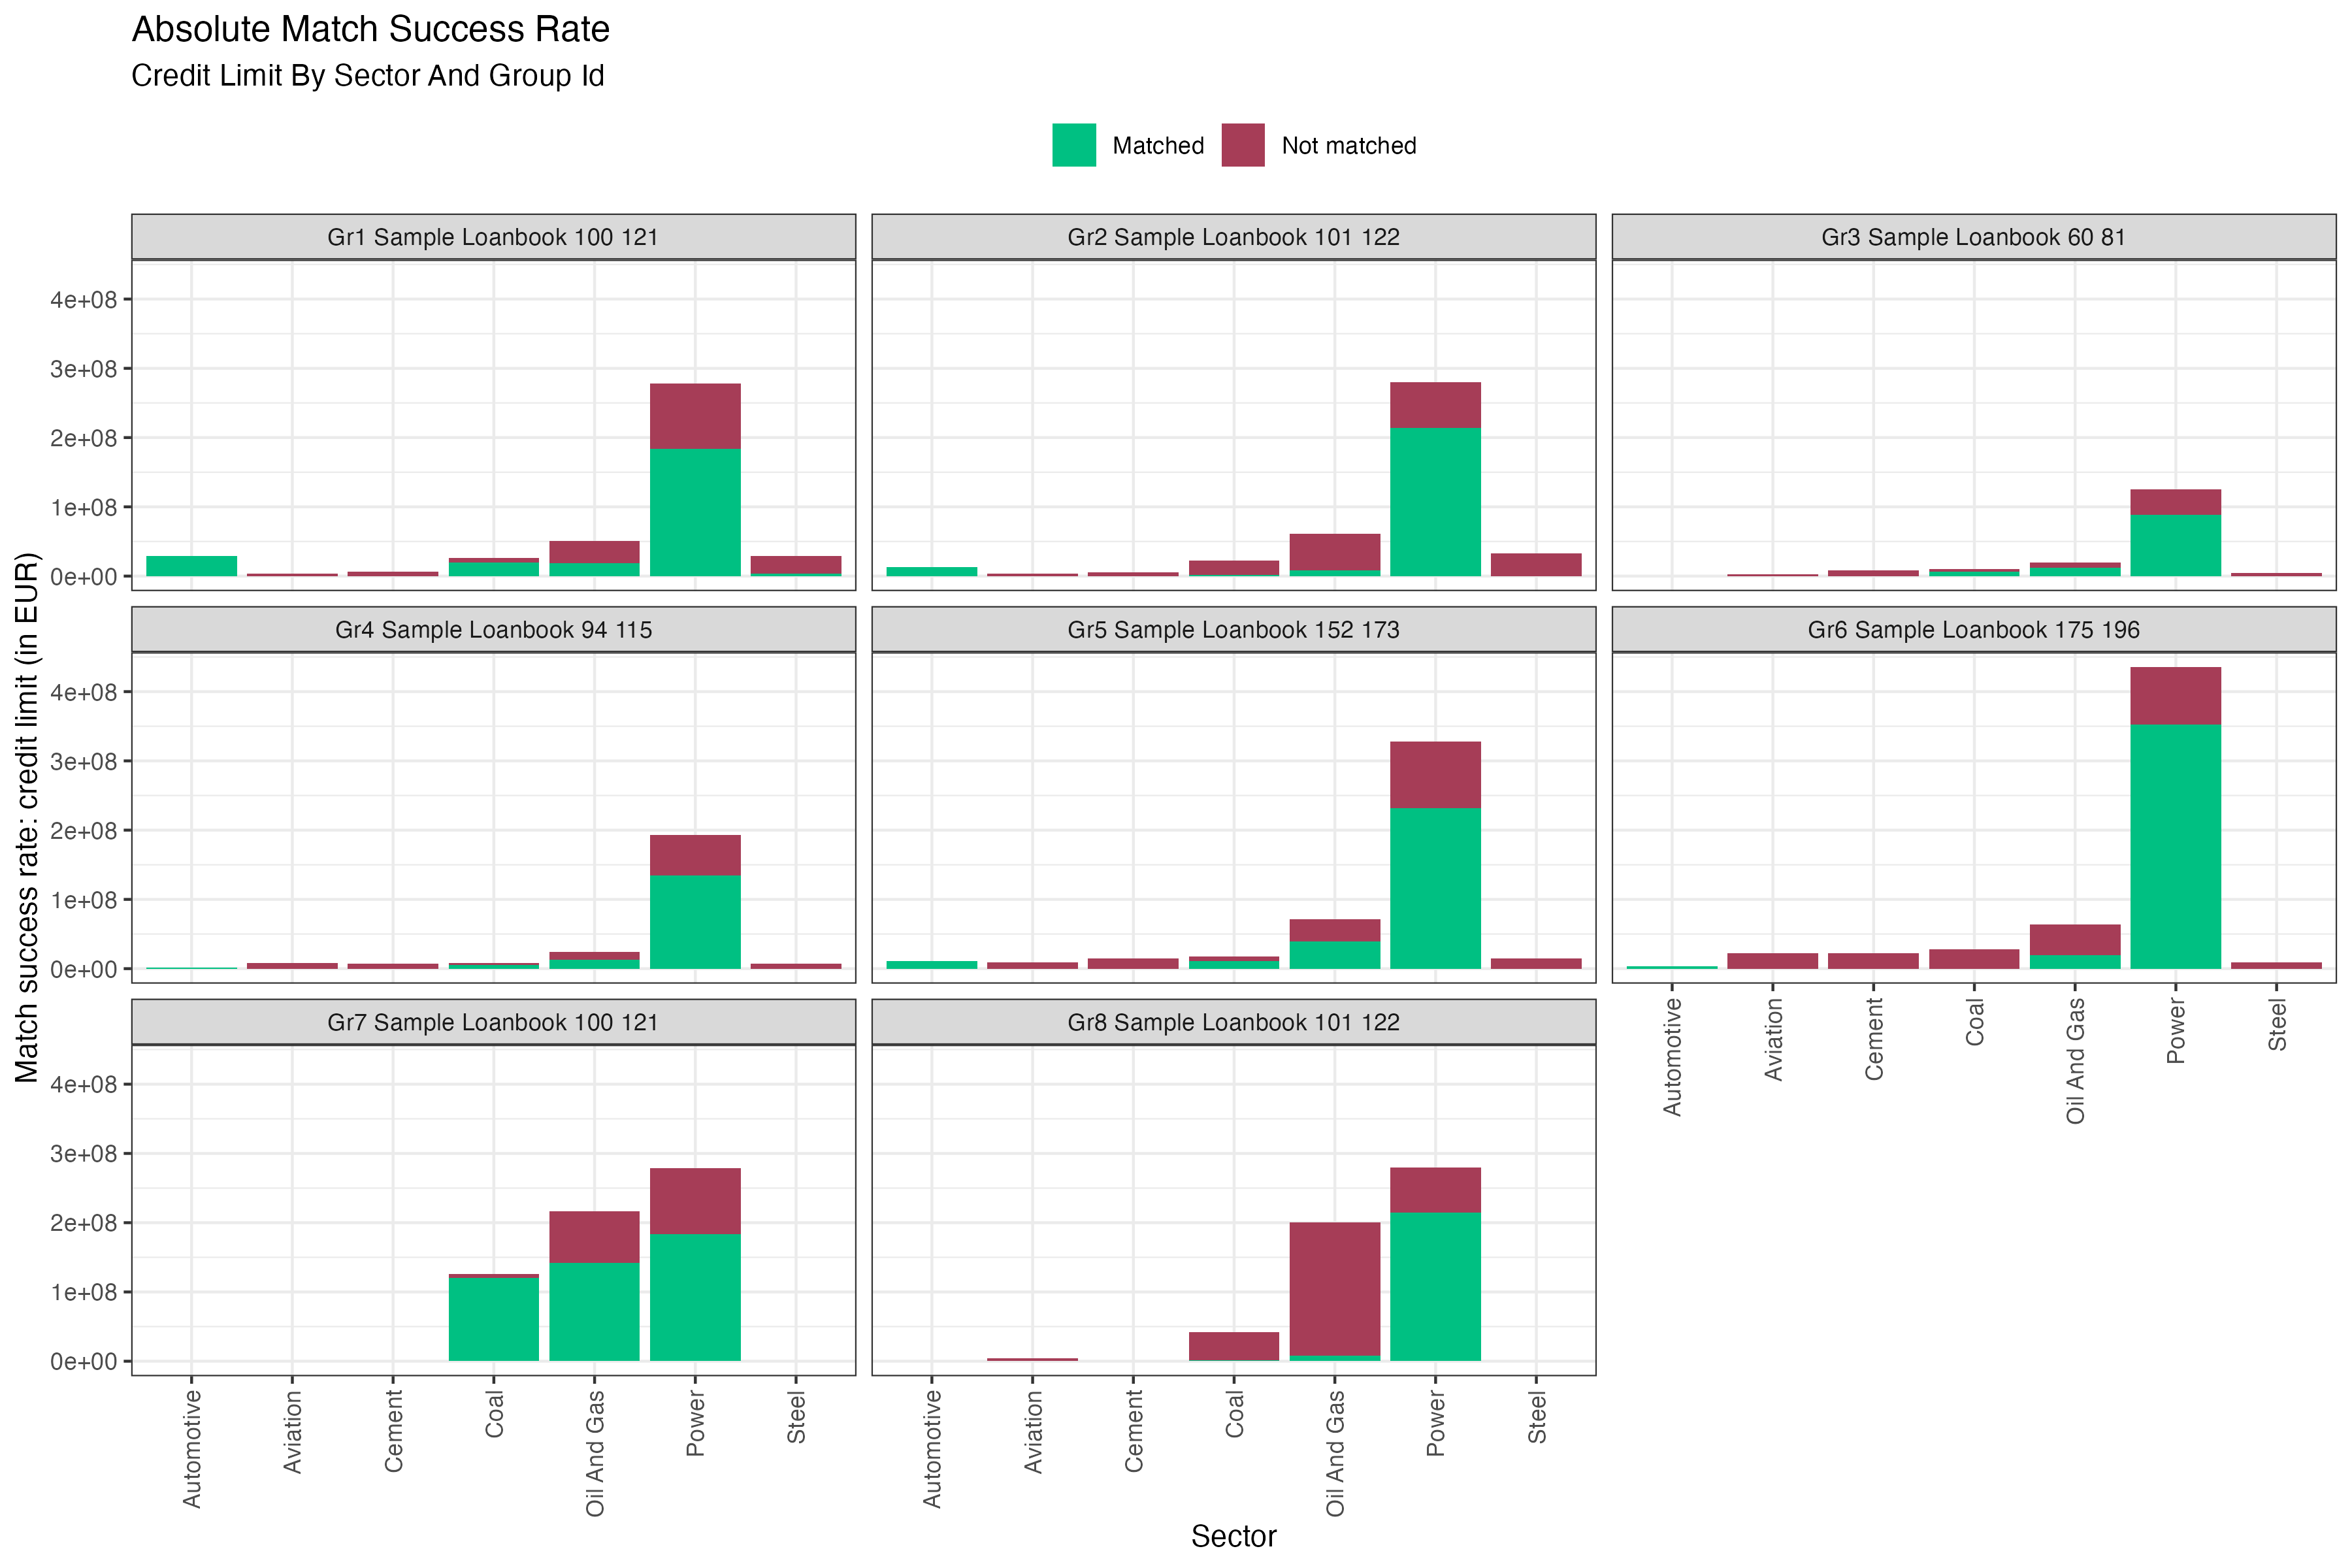 Absolute Match Success Rate
Credit Limit By Sector And Group Id
Matched Not matched
Gr1 Sample Loanbook 100 121
Gr2 Sample Loanbook 101 122
Gr3 Sample Loanbook 60 81
4e+08
3e+08
2e+08
1e+08
0e+00
Gr4 Sample Loanbook 94 115
Gr5 Sample Loanbook 152 173
Gr6 Sample Loanbook 175 196
4e+08
3e+08
2e+08
1e+08
0e+00
Automotive
Aviation
Cement
Coal
Oil And Gas
Power
Steel
Gr7 Sample Loanbook 100 121
Gr8 Sample Loanbook 101 122
4e+08
3e+08
2e+08
1e+08
0e+00
Automotive
Aviation
Cement
Coal
Oil And Gas
Power
Steel
Automotive
Aviation
Cement
Coal
Oil And Gas
Power
Steel
Sector
Match success rate: credit limit (in EUR)